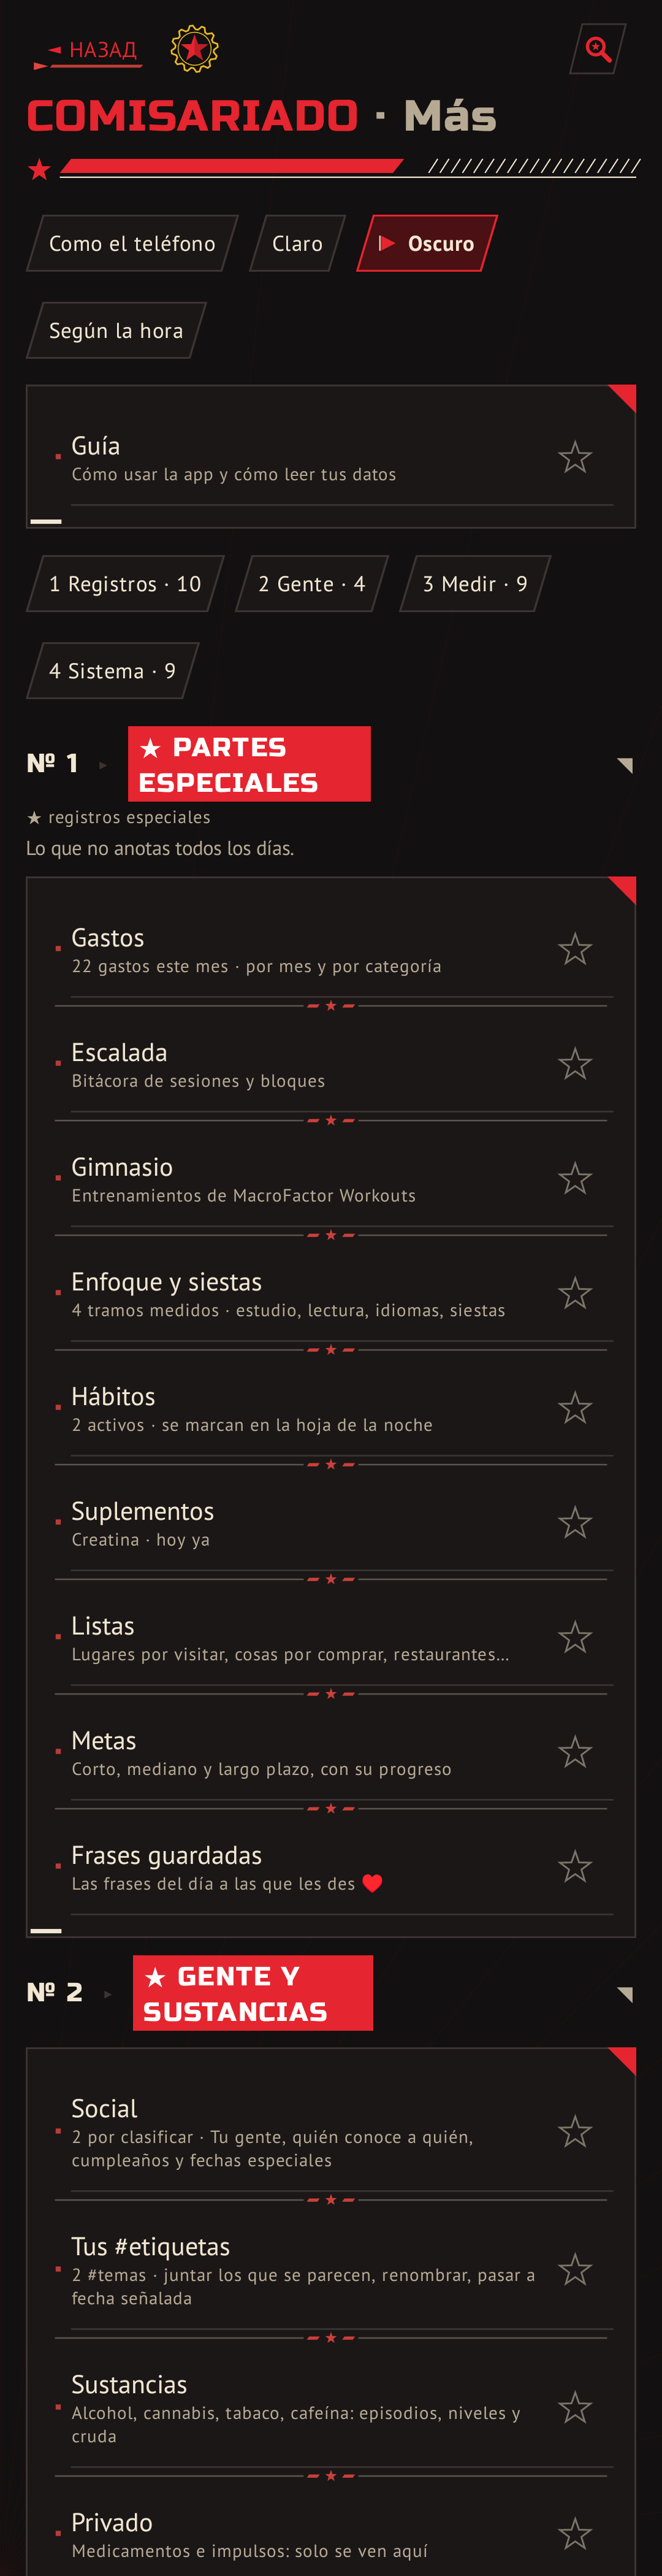 НАЗАД
COMISARIADO · Más
Como el teléfono
Claro
Oscuro
Según la hora
Guía
Cómo usar la app y cómo leer tus datos
1 Registros · 10
2 Gente · 4
3 Medir · 9
4 Sistema · 9
Nº 1
★ PARTES
ESPECIALES
★ registros especiales
Lo que no anotas todos los días.
Gastos
22 gastos este mes · por mes y por categoría
Escalada
Bitácora de sesiones y bloques
Gimnasio
Entrenamientos de MacroFactor Workouts
Enfoque y siestas
4 tramos medidos · estudio, lectura, idiomas, siestas
Hábitos
2 activos · se marcan en la hoja de la noche
Suplementos
Creatina · hoy ya
Listas
Lugares por visitar, cosas por comprar, restaurantes…
Metas
Corto, mediano y largo plazo, con su progreso
Frases guardadas
Las frases del día a las que les des ❤
Nº 2
★ GENTE Y
SUSTANCIAS
Social
2 por clasificar · Tu gente, quién conoce a quién,
cumpleaños y fechas especiales
Tus #etiquetas
2 #temas · juntar los que se parecen, renombrar, pasar a
fecha señalada
Sustancias
Alcohol, cannabis, tabaco, cafeína: episodios, niveles y
cruda
Privado
Medicamentos e impulsos: solo se ven aquí